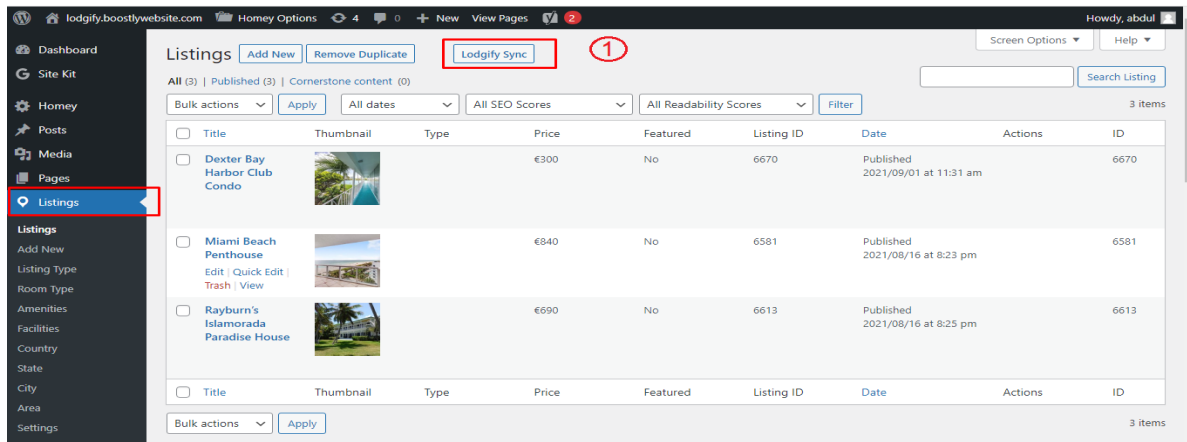 lodgify.boostlywebsite.com Homey Options 4 0 + New View Pages 2 Howdy, abdul
Dashboard
Site Kit
Homey
Posts
Media
Pages
Listings
Listings
Add New
Listing Type
Room Type
Amenities
Facilities
Country
State
City
Area
Settings
Screen Options ▼ Help ▼
Listings Add New Remove Duplicate Lodgify Sync 1
All (3) | Published (3) | Cornerstone content (0)
Search Listing
Bulk actions Apply All dates All SEO Scores All Readability Scores Filter 3 items
Title Thumbnail Type Price Featured Listing ID Date Actions ID
Dexter Bay Harbor Club Condo €300 No 6670 Published 2021/09/01 at 11:31 am 6670
Miami Beach Penthouse €840 No 6581 Published 2021/08/16 at 8:23 pm 6581
Edit | Quick Edit |
Trash | View
Rayburn's Islamorada Paradise House €690 No 6613 Published 2021/08/16 at 8:25 pm 6613
Title Thumbnail Type Price Featured Listing ID Date Actions ID
Bulk actions Apply 3 items